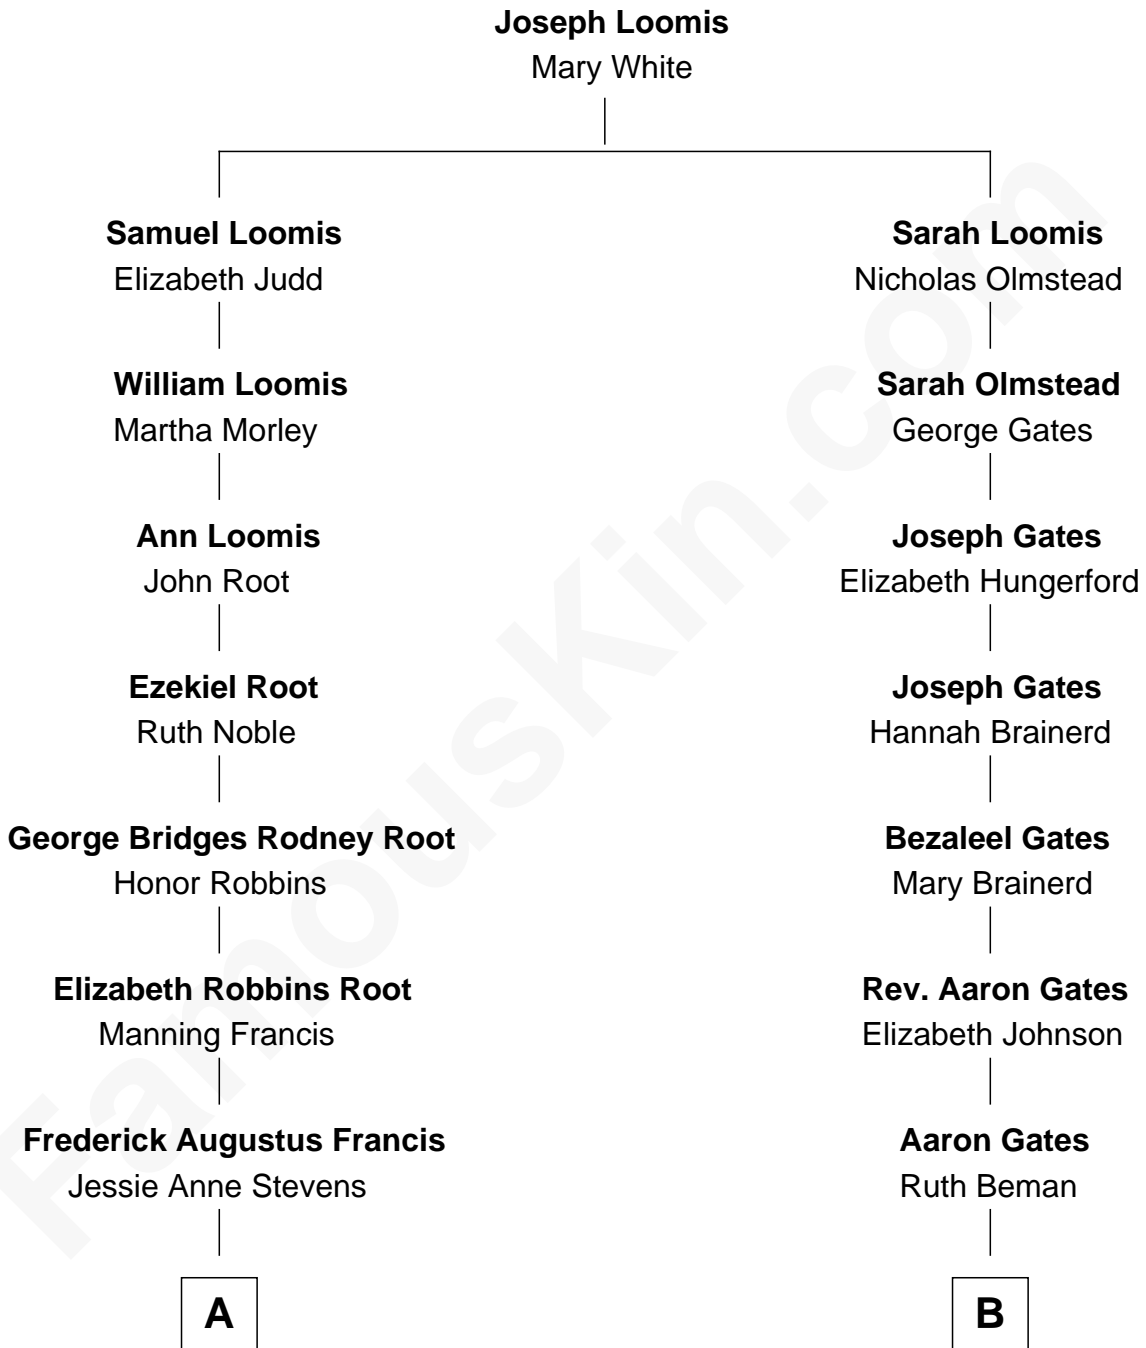 Joseph Loomis
Mary White
Samuel Loomis
Elizabeth Judd
William Loomis
Martha Morley
Ann Loomis
John Root
Ezekiel Root
Ruth Noble
George Bridges Rodney Root
Honor Robbins
Elizabeth Robbins Root
Manning Francis
Frederick Augustus Francis
Jessie Anne Stevens
A
Sarah Loomis
Nicholas Olmstead
Sarah Olmstead
George Gates
Joseph Gates
Elizabeth Hungerford
Joseph Gates
Hannah Brainerd
Bezaleel Gates
Mary Brainerd
Rev. Aaron Gates
Elizabeth Johnson
Aaron Gates
Ruth Beman
B
FamousKin.com